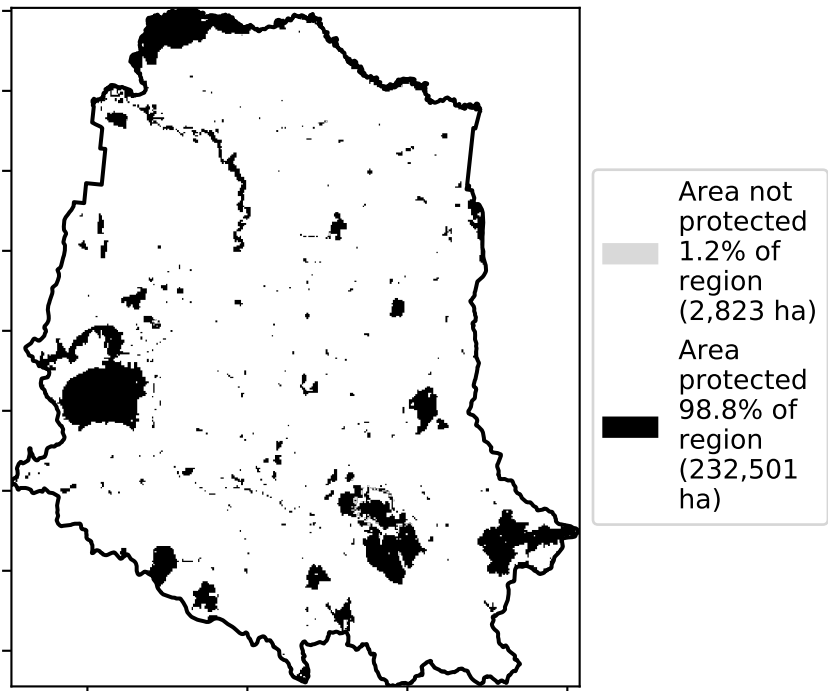 Area not
protected
1.2% of
region
(2,823 ha)
Area
protected
98.8% of
region
(232,501
ha)